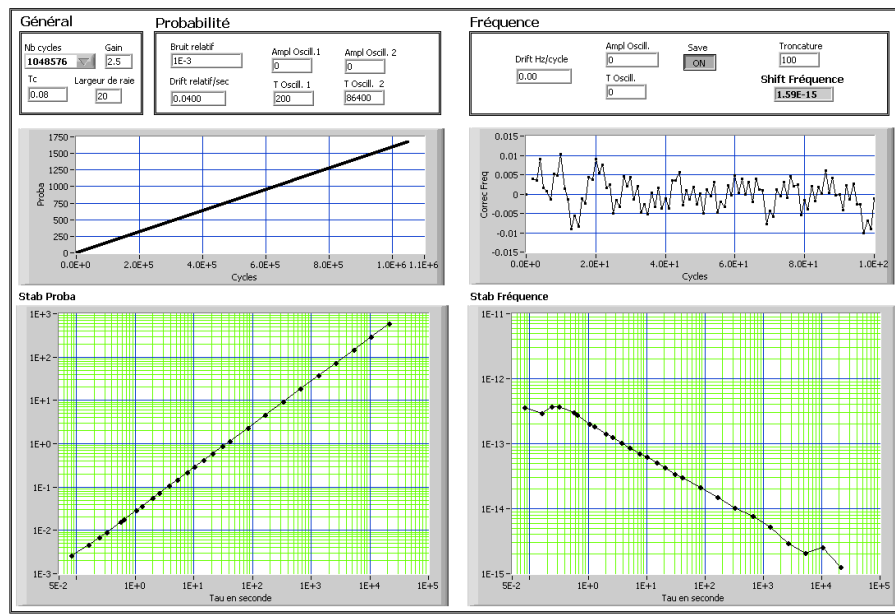 Général
Nb cycles
Gain
1048576
2.5
Tc
Largeur de raie
0.08
20
Probabilité
Bruit relatif
1E-3
Ampl Oscill.1
0
Ampl Oscill. 2
0
Drift relatif/sec
0.0400
T Oscill. 1
200
T Oscill. 2
86400
Fréquence
Drift Hz/cycle
0.00
Ampl Oscill.
0
Save
ON
Troncature
100
T Oscill.
0
Shift Fréquence
1.59E-15
Proba
1750
1500
1250
1000
750
500
250
0
0.0E+0 2.0E+5 4.0E+5 6.0E+5 8.0E+5 1.0E+6 1.1E+6
Cycles
Correc Freq
0.015
0.010
0.005
0
-0.005
-0.010
-0.015
0.0E+0 2.0E+1 4.0E+1 6.0E+1 8.0E+1 1.0E+2
Cycles
Stab Proba
1E+3
1E+2
1E+1
1E+0
1E-1
1E-2
1E-3
5E-2 1E+0 1E+1 1E+2 1E+3 1E+4 1E+5
Tau en seconde
Stab Fréquence
1E-11
1E-12
1E-13
1E-14
1E-15
5E-2 1E+0 1E+1 1E+2 1E+3 1E+4 1E+5
Tau en seconde